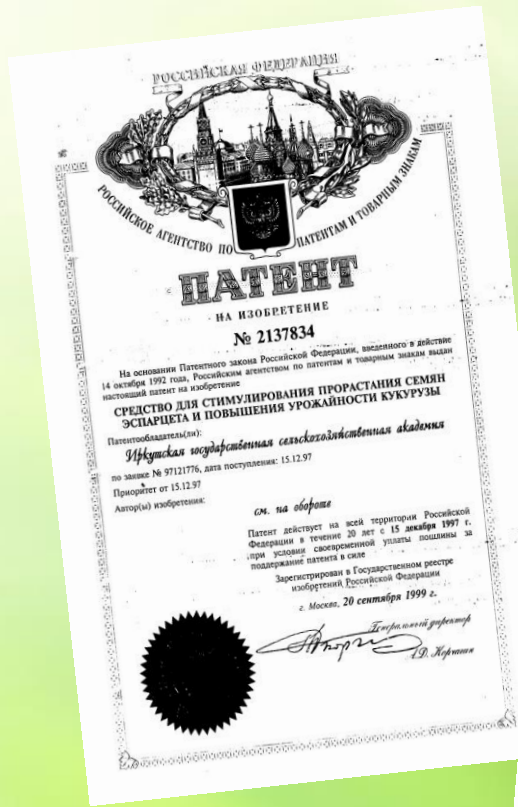 РОССИЙСКАЯ ФЕДЕРАЦИЯ
РОССИЙСКОЕ АГЕНТСТВО ПО ПАТЕНТАМ И ТОВАРНЫМ ЗНАКАМ
ПАТЕНТ
НА ИЗОБРЕТЕНИЕ
№ 2137834
На основании Патентного закона Российской Федерации, введенного в действие
14 октября 1992 года, Российским агентством по патентам и товарным знакам выдан
настоящий патент на изобретение
СРЕДСТВО ДЛЯ СТИМУЛИРОВАНИЯ ПРОРАСТАНИЯ СЕМЯН
ЭСПАРЦЕТА И ПОВЫШЕНИЯ УРОЖАЙНОСТИ КУКУРУЗЫ
Патентообладатель(ли):
Иркутская государственная сельскохозяйственная академия
по заявке № 97121776, дата поступления: 15.12.97
Приоритет от 15.12.97
Автор(ы) изобретения:
см. на обороте
Патент действует на всей территории Российской
Федерации в течение 20 лет с 15 декабря 1997 г.
при условии своевременной уплаты пошлины за
поддержание патента в силе
Зарегистрирован в Государственном реестре
изобретений Российской Федерации
г. Москва, 20 сентября 1999 г.
Генеральный директор
А.Д. Корчагин